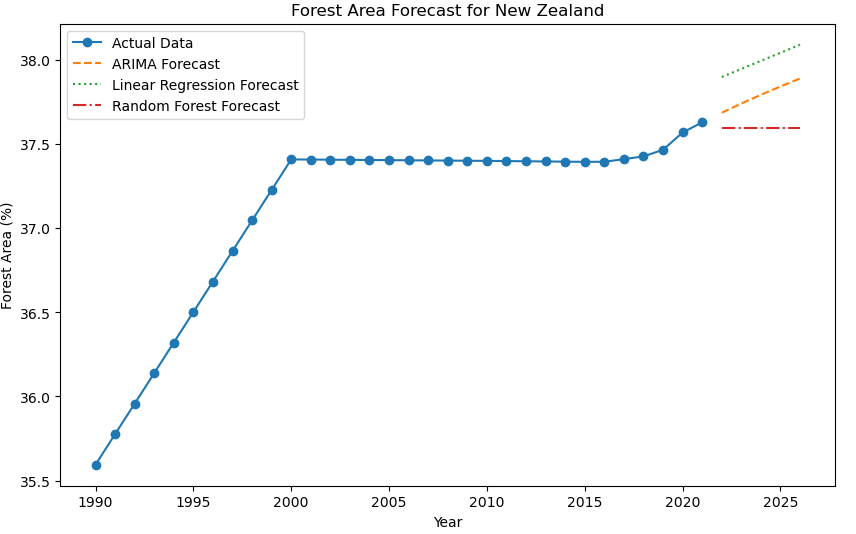 Forest Area Forecast for New Zealand
Actual Data
ARIMA Forecast
Linear Regression Forecast
Random Forest Forecast
38.0
37.5
37.0
36.5
36.0
35.5
Forest Area (%)
1990 1995 2000 2005 2010 2015 2020 2025
Year